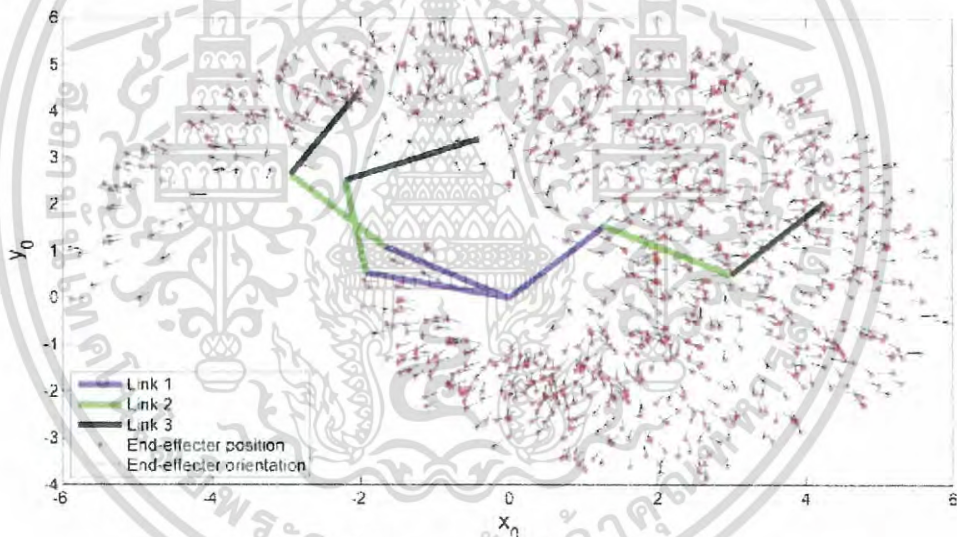 6
5
4
3
2
1
0
-1
-2
-3
-4
y0
Link 1
Link 2
Link 3
End-effecter position
End-effecter orientation
-6
-4
-2
0
2
4
6
x0